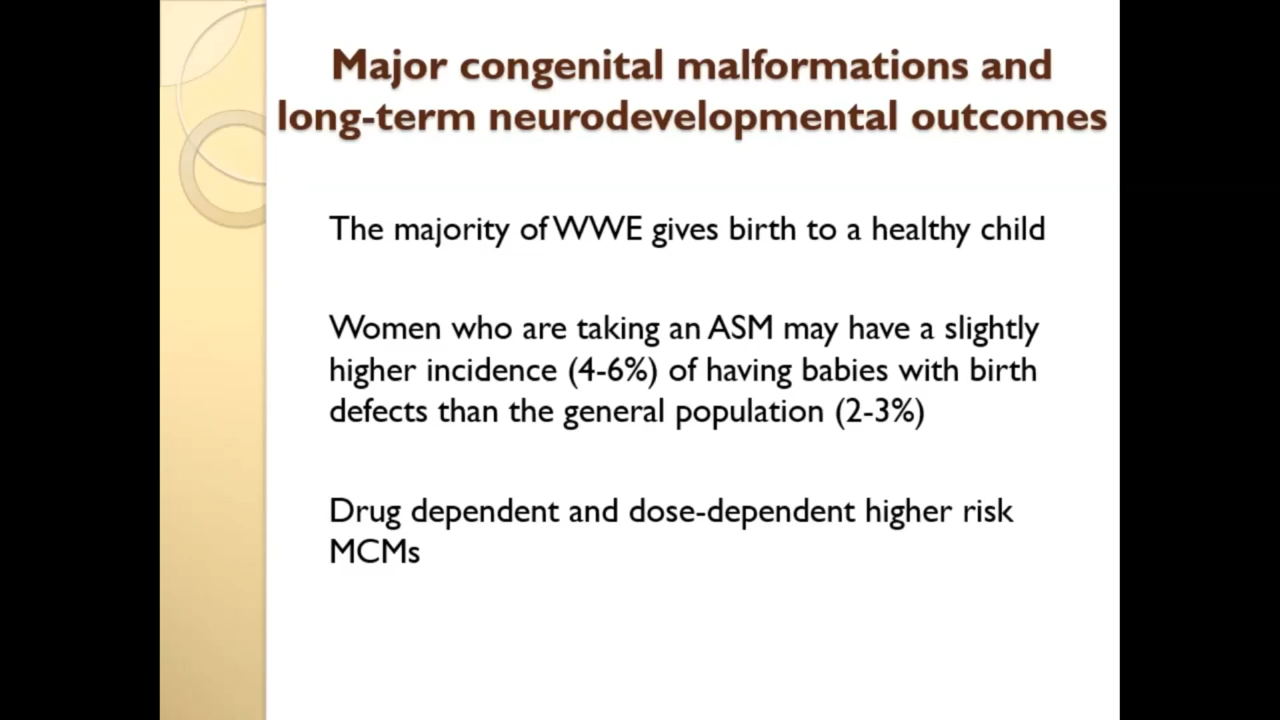 Major congenital malformations and
long-term neurodevelopmental outcomes
The majority of WWE gives birth to a healthy child
Women who are taking an ASM may have a slightly
higher incidence (4-6%) of having babies with birth
defects than the general population (2-3%)
Drug dependent and dose-dependent higher risk
MCMs